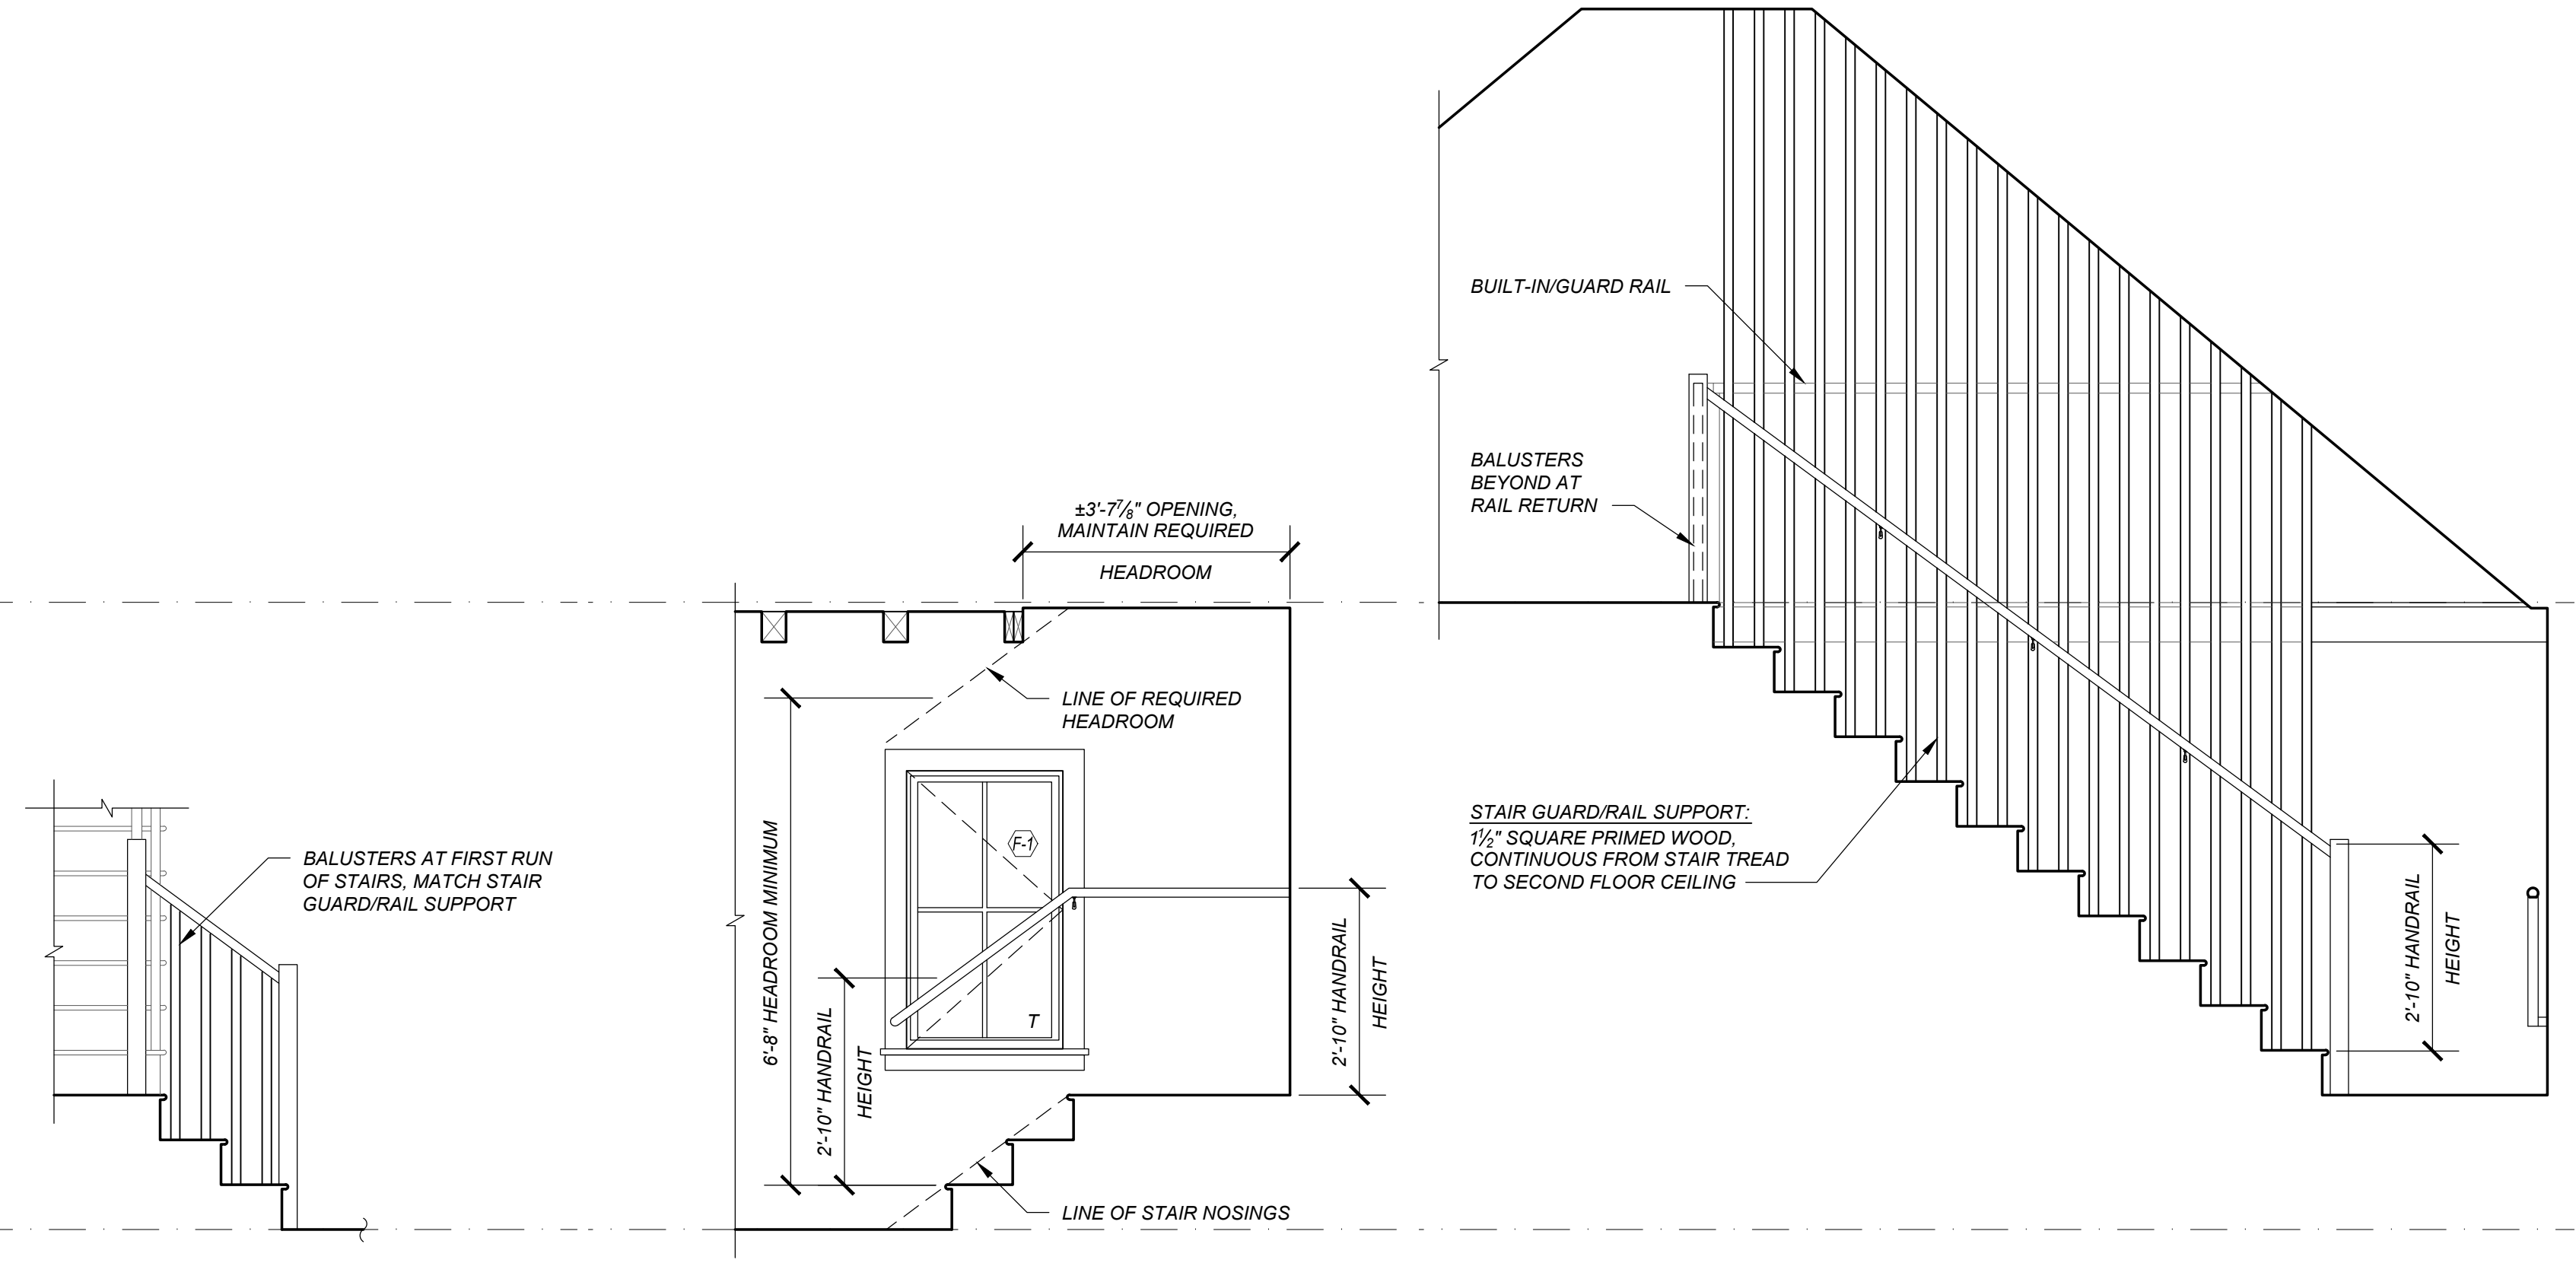 BALUSTERS AT FIRST RUN
OF STAIRS, MATCH STAIR
GUARD/RAIL SUPPORT
±3'-7⅞" OPENING,
MAINTAIN REQUIRED
HEADROOM
LINE OF REQUIRED
HEADROOM
6'-8" HEADROOM MINIMUM
2'-10" HANDRAIL
HEIGHT
F-1
T
2'-10" HANDRAIL
HEIGHT
LINE OF STAIR NOSINGS
BUILT-IN/GUARD RAIL
BALUSTERS
BEYOND AT
RAIL RETURN
STAIR GUARD/RAIL SUPPORT:
1½" SQUARE PRIMED WOOD,
CONTINUOUS FROM STAIR TREAD
TO SECOND FLOOR CEILING
2'-10" HANDRAIL
HEIGHT